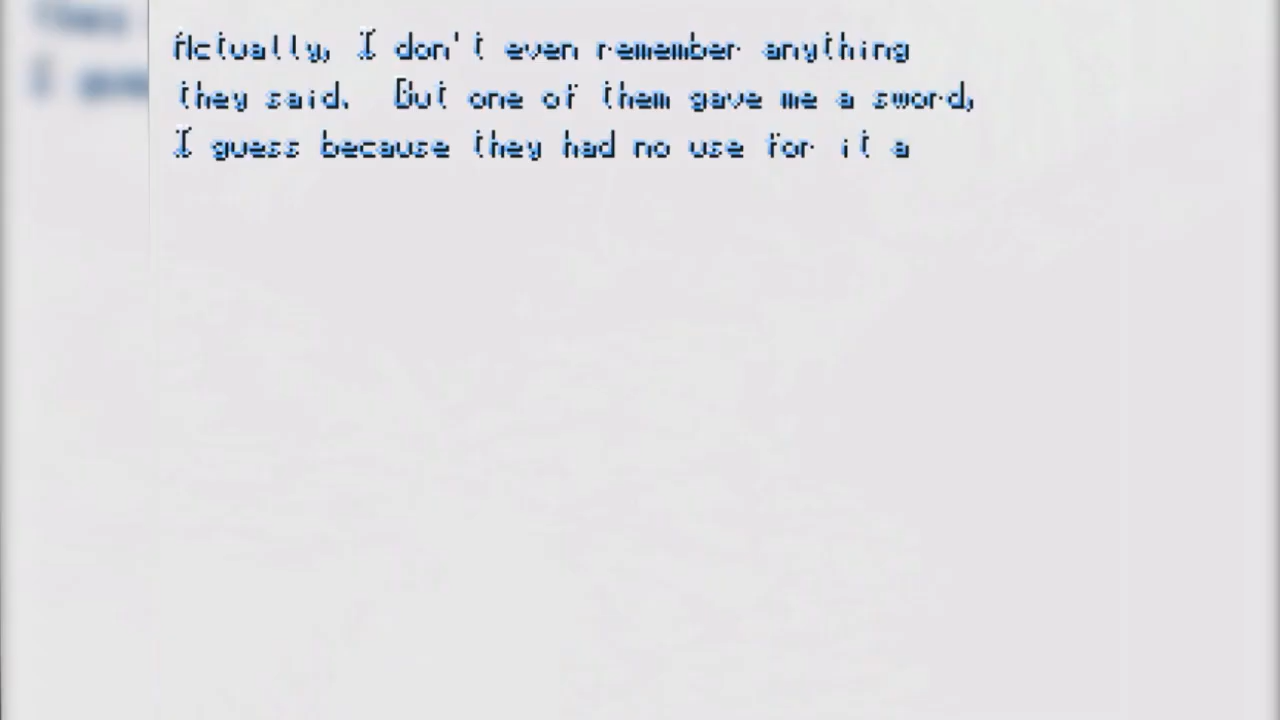 Actually, I don't even remember anything
they said.  But one of them gave me a sword,
I guess because they had no use for it a